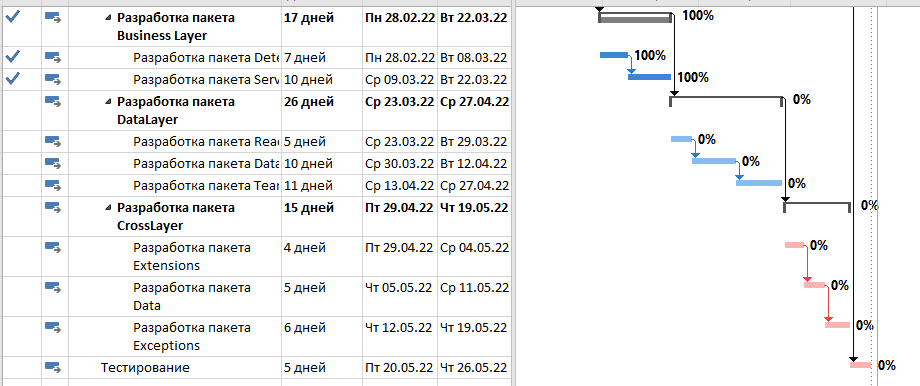 Разработка пакета 17 дней Пн 28.02.22 Вт 22.03.22 100%
Business Layer
Разработка пакета Dete 7 дней Пн 28.02.22 Вт 08.03.22 100%
Разработка пакета Serv 10 дней Ср 09.03.22 Вт 22.03.22 100%
Разработка пакета 26 дней Ср 23.03.22 Ср 27.04.22 0%
DataLayer
Разработка пакета Read 5 дней Ср 23.03.22 Вт 29.03.22 0%
Разработка пакета Data 10 дней Ср 30.03.22 Вт 12.04.22 0%
Разработка пакета Team 11 дней Ср 13.04.22 Ср 27.04.22 0%
Разработка пакета 15 дней Пт 29.04.22 Чт 19.05.22 0%
CrossLayer
Разработка пакета 4 дней Пт 29.04.22 Ср 04.05.22 0%
Extensions
Разработка пакета 5 дней Чт 05.05.22 Ср 11.05.22 0%
Data
Разработка пакета 6 дней Чт 12.05.22 Чт 19.05.22 0%
Exceptions
Тестирование 5 дней Пт 20.05.22 Чт 26.05.22 0%